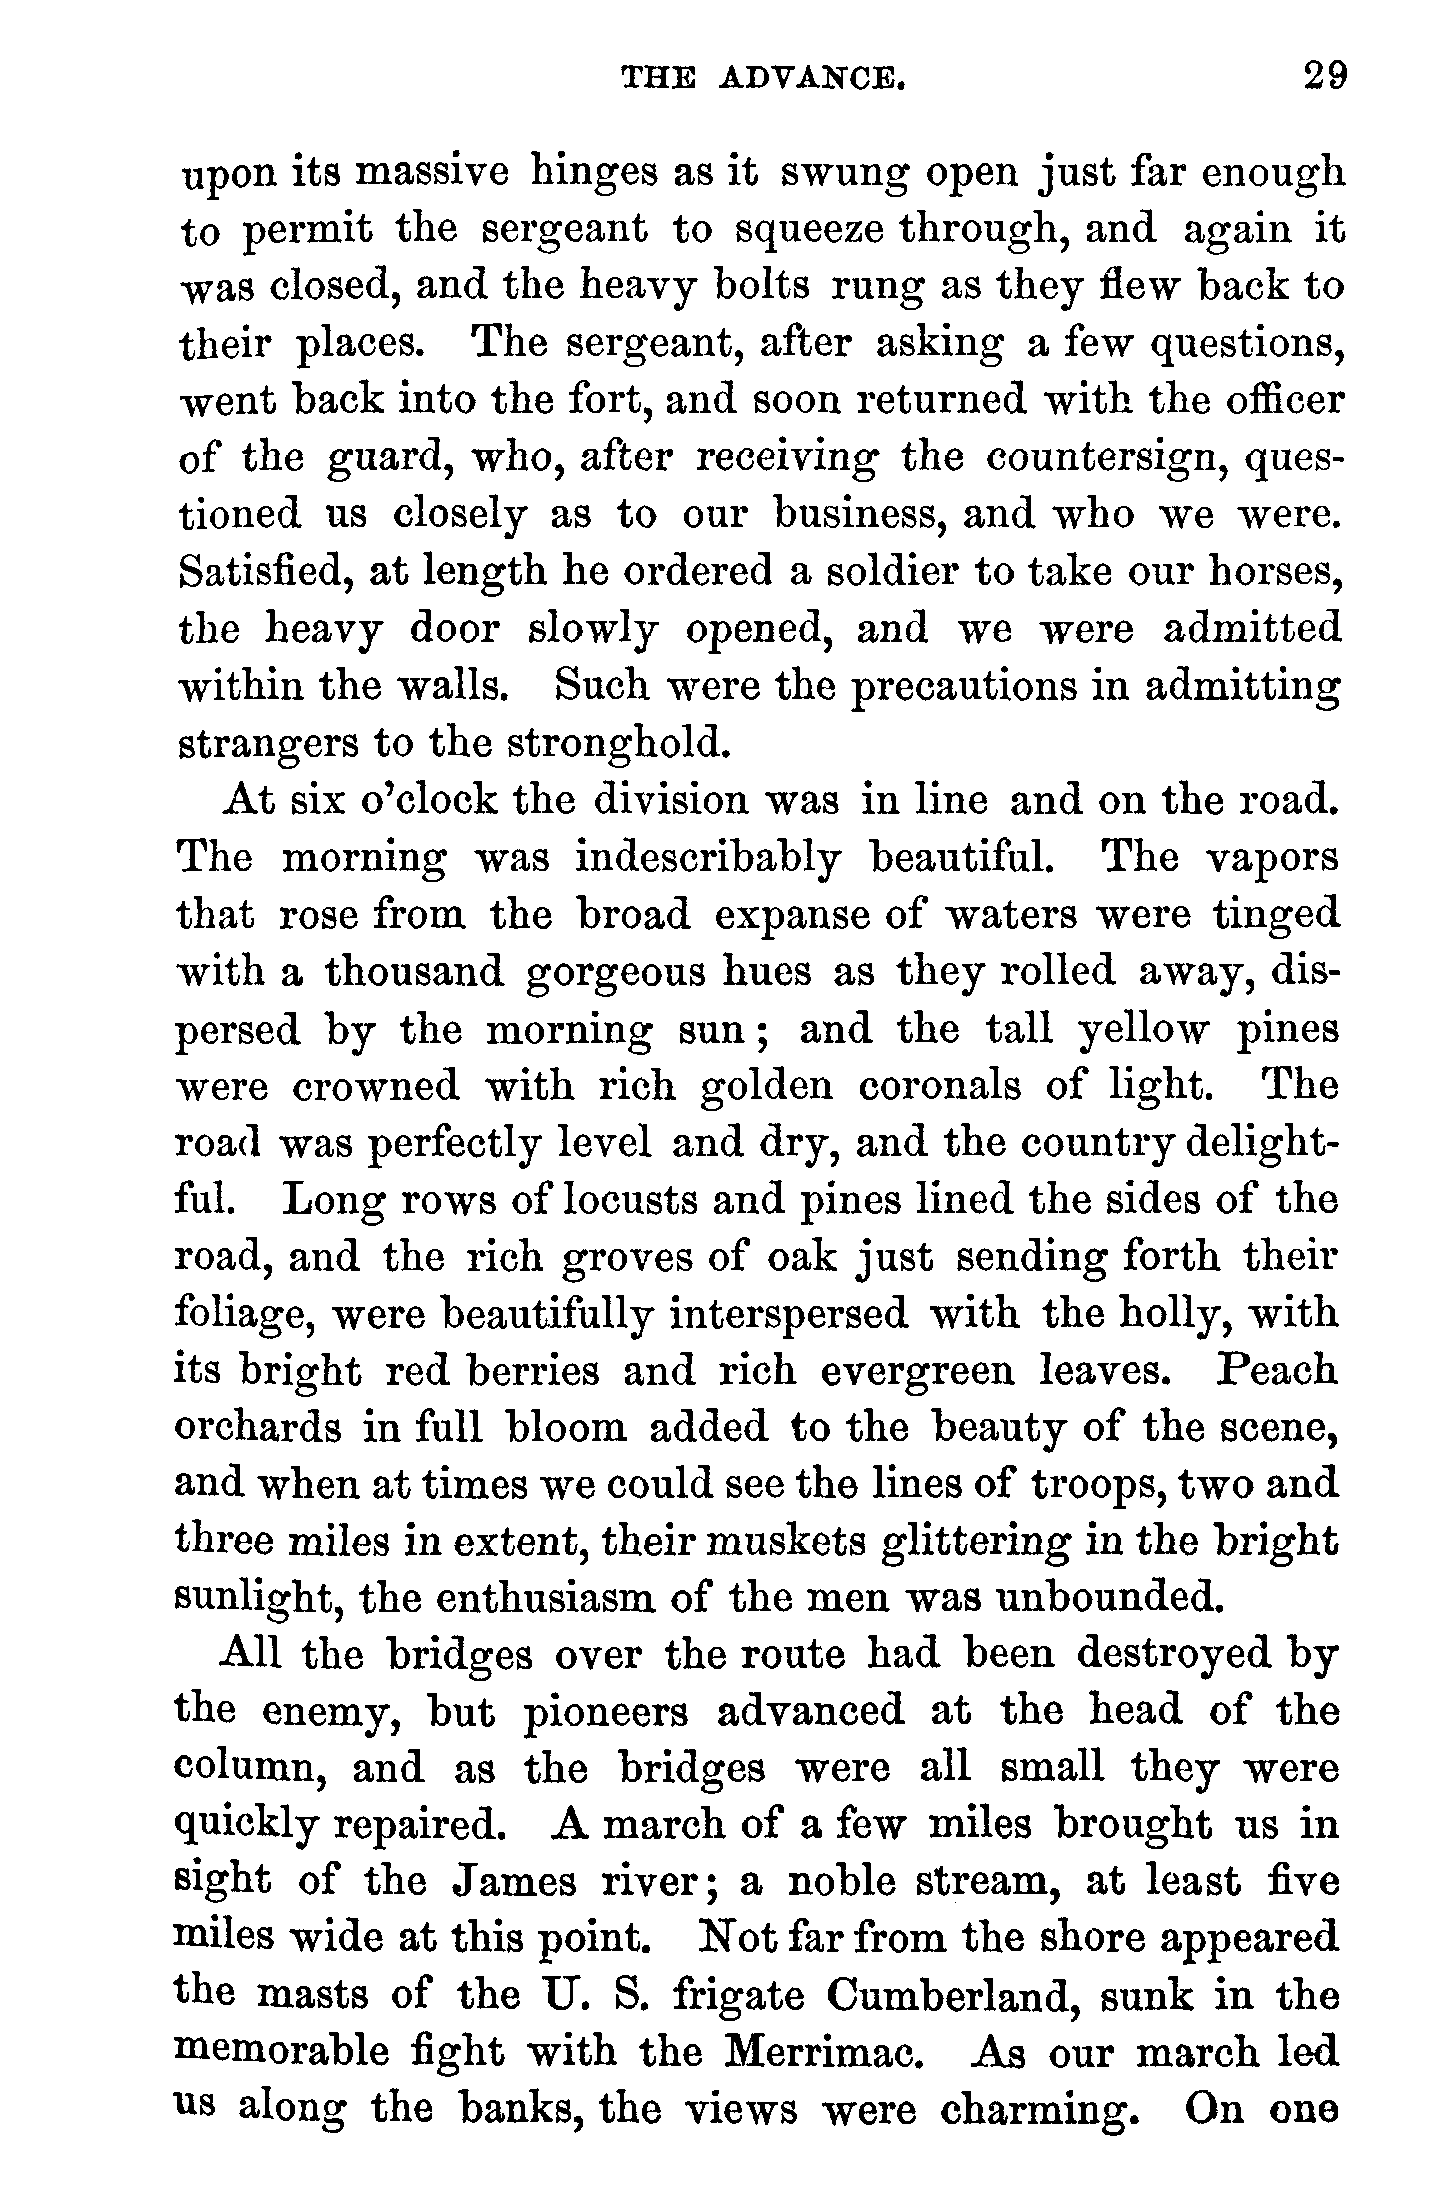 THE ADVANCE. 29
upon its massive hinges as it swung open just far enough
to permit the sergeant to squeeze through, and again it
was closed, and the heavy bolts rung as they flew back to
their places. The sergeant, after asking a few questions,
went back into the fort, and soon returned with the officer
of the guard, who, after receiving the countersign, ques-
tioned us closely as to our business, and who we were.
Satisfied, at length he ordered a soldier to take our horses,
the heavy door slowly opened, and we were admitted
within the walls. Such were the precautions in admitting
strangers to the stronghold.
At six o'clock the division was in line and on the road.
The morning was indescribably beautiful. The vapors
that rose from the broad expanse of waters were tinged
with a thousand gorgeous hues as they rolled away, dis-
persed by the morning sun; and the tall yellow pines
were crowned with rich golden coronals of light. The
road was perfectly level and dry, and the country delight-
ful. Long rows of locusts and pines lined the sides of the
road, and the rich groves of oak just sending forth their
foliage, were beautifully interspersed with the holly, with
its bright red berries and rich evergreen leaves. Peach
orchards in full bloom added to the beauty of the scene,
and when at times we could see the lines of troops, two and
three miles in extent, their muskets glittering in the bright
sunlight, the enthusiasm of the men was unbounded.
All the bridges over the route had been destroyed by
the enemy, but pioneers advanced at the head of the
column, and as the bridges were all small they were
quickly repaired. A march of a few miles brought us in
sight of the James river; a noble stream, at least five
miles wide at this point. Not far from the shore appeared
the masts of the U. S. frigate Cumberland, sunk in the
memorable fight with the Merrimac. As our march led
us along the banks, the views were charming. On one